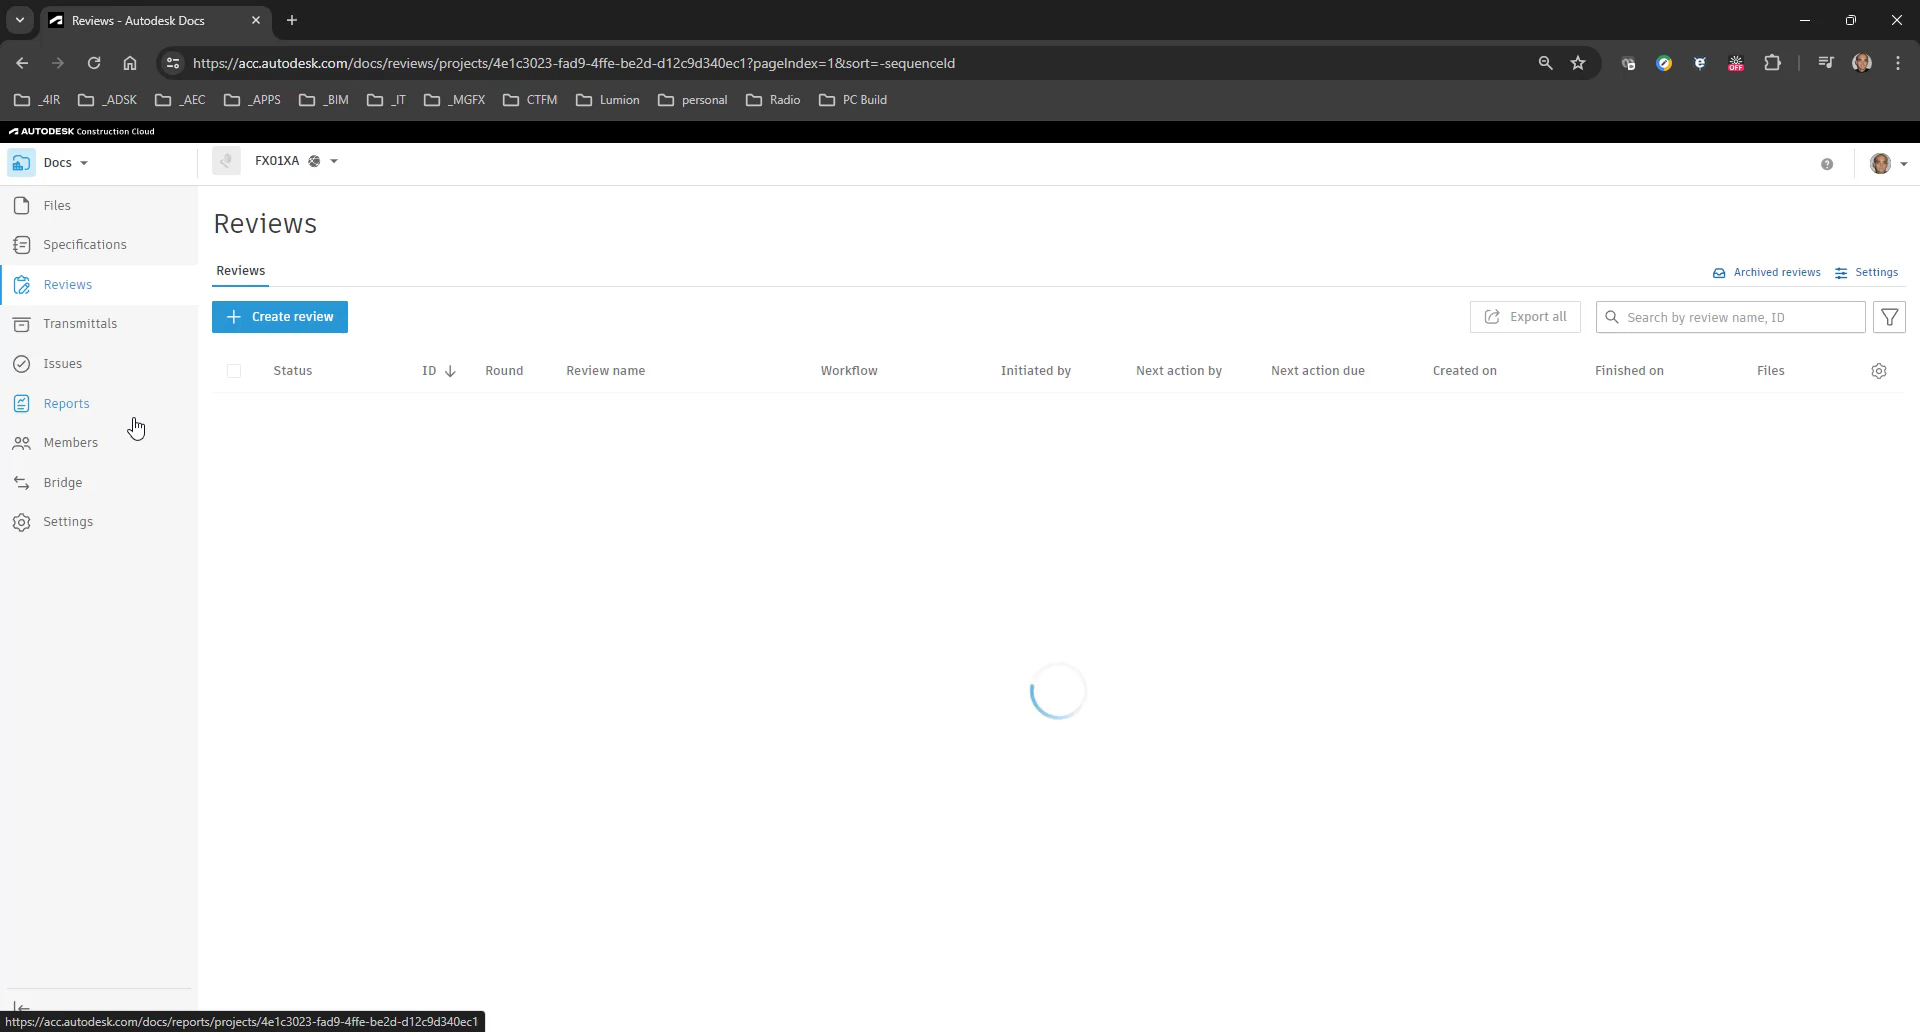 Reviews - Autodesk Docs
https://acc.autodesk.com/docs/reviews/projects/4e1c3023-fad9-4ffe-be2d-d12c9d340ec1?pageIndex=1&sort=-sequenceId
_4IR _ADSK _AEC _APPS _BIM _IT _MGFX CTFM Lumion personal Radio PC Build
AUTODESK Construction Cloud
Docs
FX01XA
Files
Specifications
Reviews
Transmittals
Issues
Reports
Members
Bridge
Settings
Reviews
Reviews
Archived reviews Settings
Create review
Export all
Search by review name, ID
Status ID Round Review name Workflow Initiated by Next action by Next action due Created on Finished on Files
OFF
https://acc.autodesk.com/docs/reports/projects/4e1c3023-fad9-4ffe-be2d-d12c9d340ec1